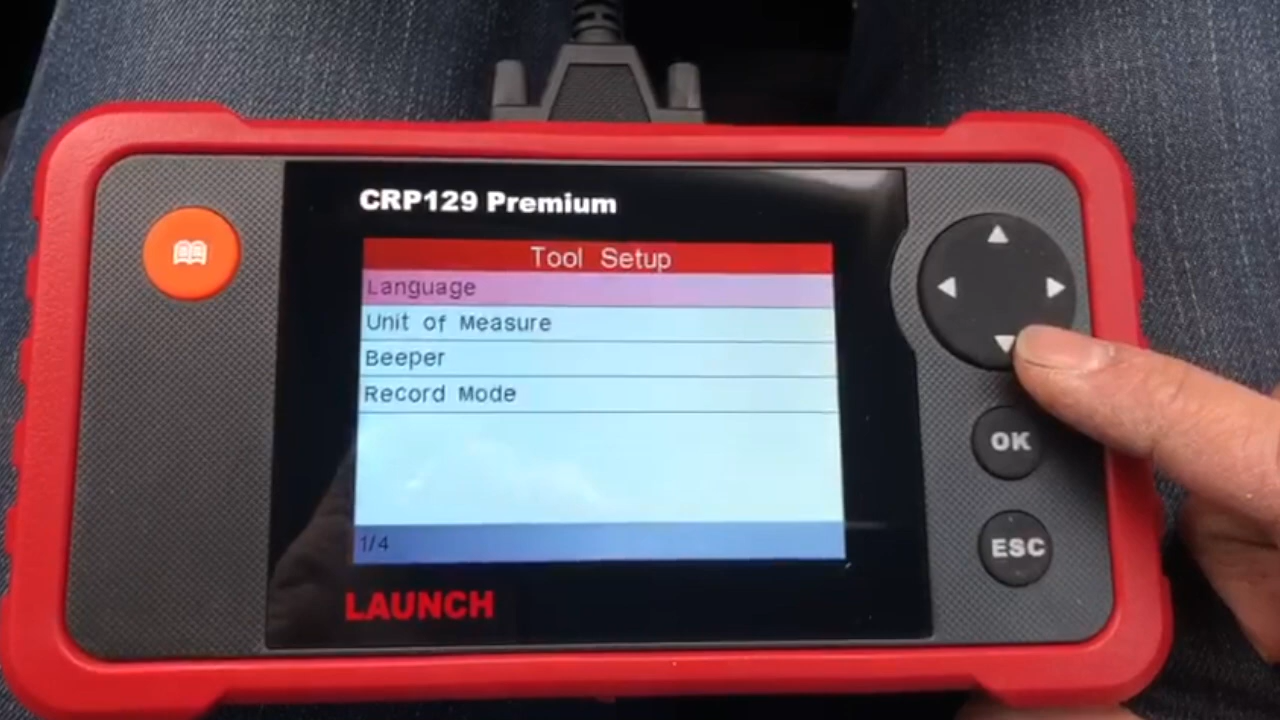 CRP129 Premium
Tool Setup
Language
Unit of Measure
Beeper
Record Mode
1/4
LAUNCH
OK
ESC